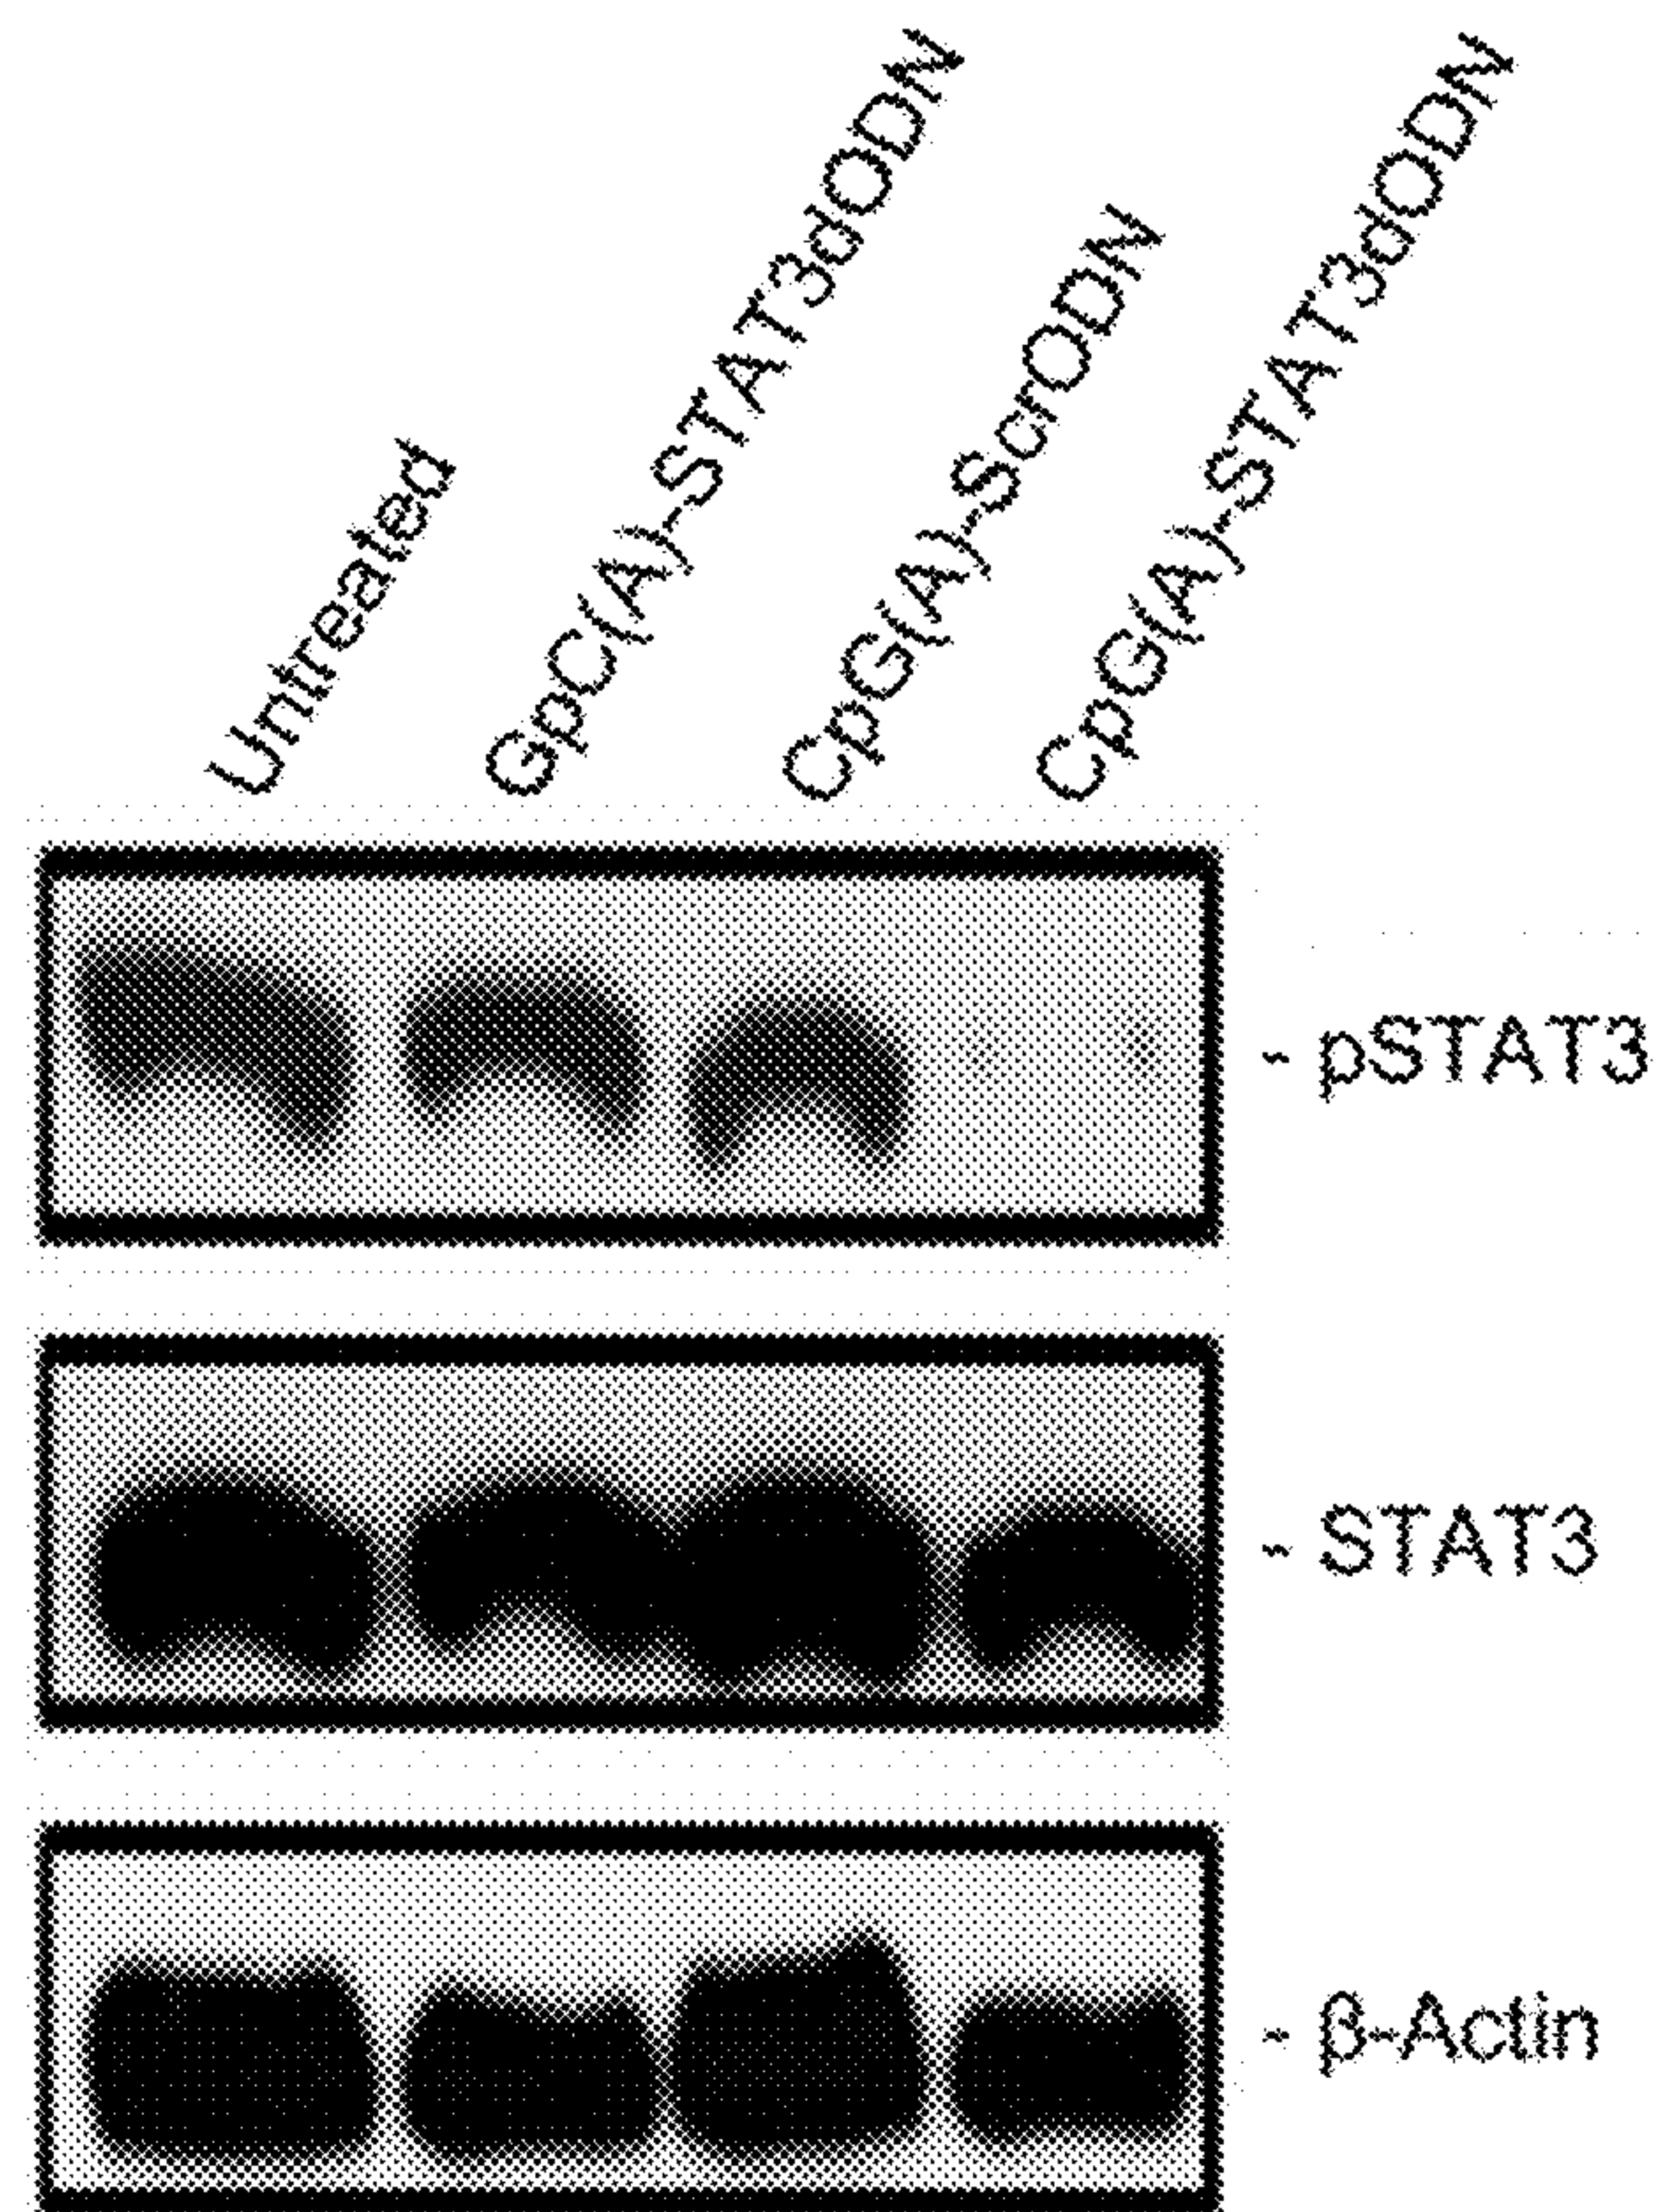 Untreated
GpC(A)-STAT3dODN
CpG(A)-ScrODN
CpG(A)-STAT3dODN
- pSTAT3
- STAT3
- β-Actin